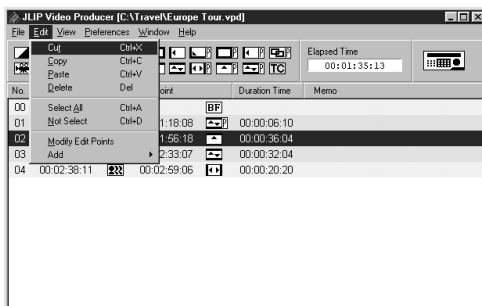 JLIP Video Producer [C:\Travel\Europe Tour.vpd]
File Edit View Preferences Window Help
Cut Ctrl+X
Copy Ctrl+C
Paste Ctrl+V
Delete Del
Select All Ctrl+A
Not Select Ctrl+D
Modify Edit Points
Add
P P P P
P P P TC
Elapsed Time
00:01:35:13
No. oint Duration Time Memo
00 BF
01 1:18:08 P 00:00:06:10
02 1:56:18 00:00:36:04
03 2:33:07 00:00:32:04
04 00:02:38:11 00:02:59:06 00:00:20:20